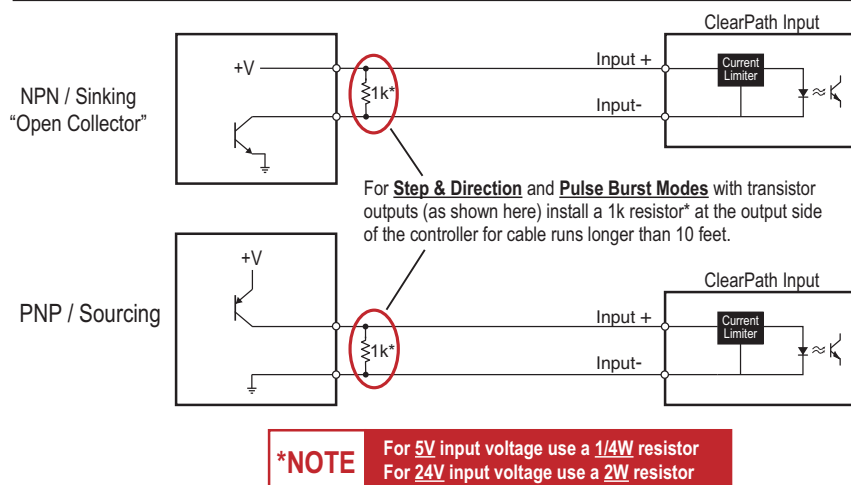 ClearPath Input
+V
Input +
Current
Limiter
1k*
NPN / Sinking
“Open Collector”
Input-
For Step & Direction and Pulse Burst Modes with transistor
outputs (as shown here) install a 1k resistor* at the output side
of the controller for cable runs longer than 10 feet.
+V
ClearPath Input
PNP / Sourcing
Input +
Current
Limiter
1k*
Input-
*NOTE
For 5V input voltage use a 1/4W resistor
For 24V input voltage use a 2W resistor